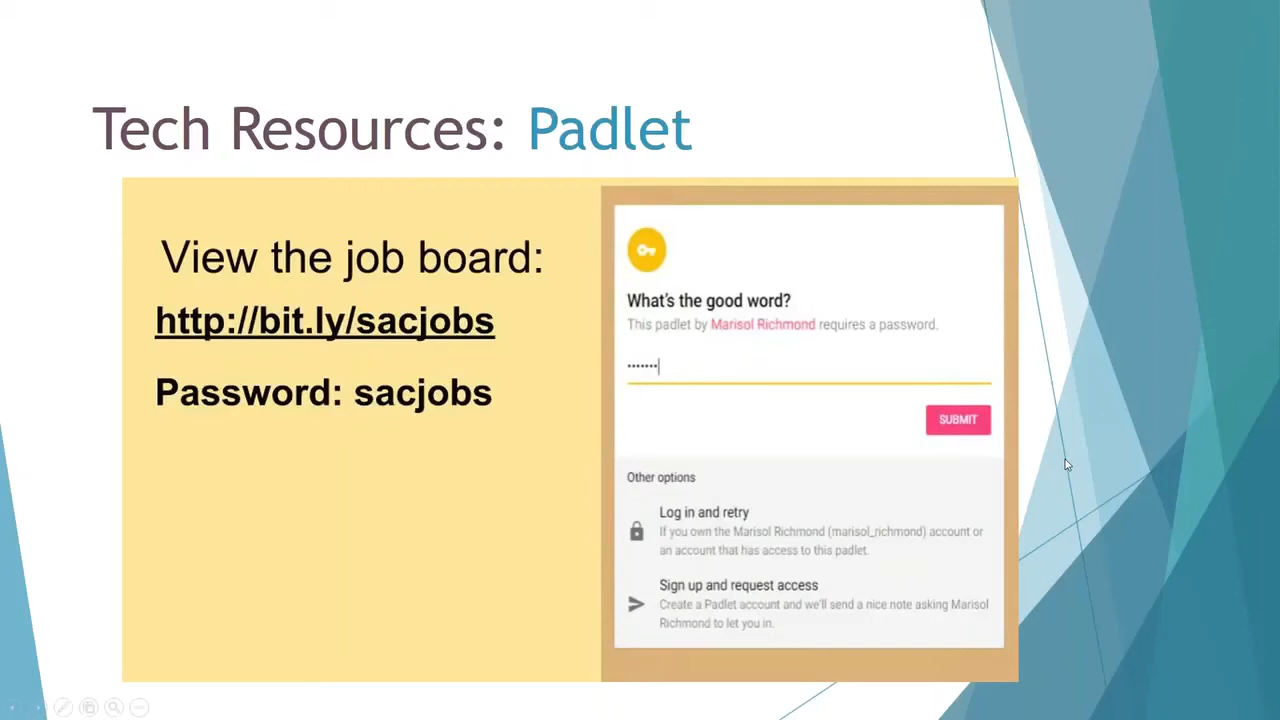 Tech Resources: Padlet
View the job board:
http://bit.ly/sacjobs
Password: sacjobs
What's the good word?
This padlet by Marisol Richmond requires a password.
SUBMIT
Other options
Log in and retry
If you own the Marisol Richmond (marisol_richmond) account or
an account that has access to this padlet.
Sign up and request access
Create a Padlet account and we'll send a nice note asking Marisol
Richmond to let you in.